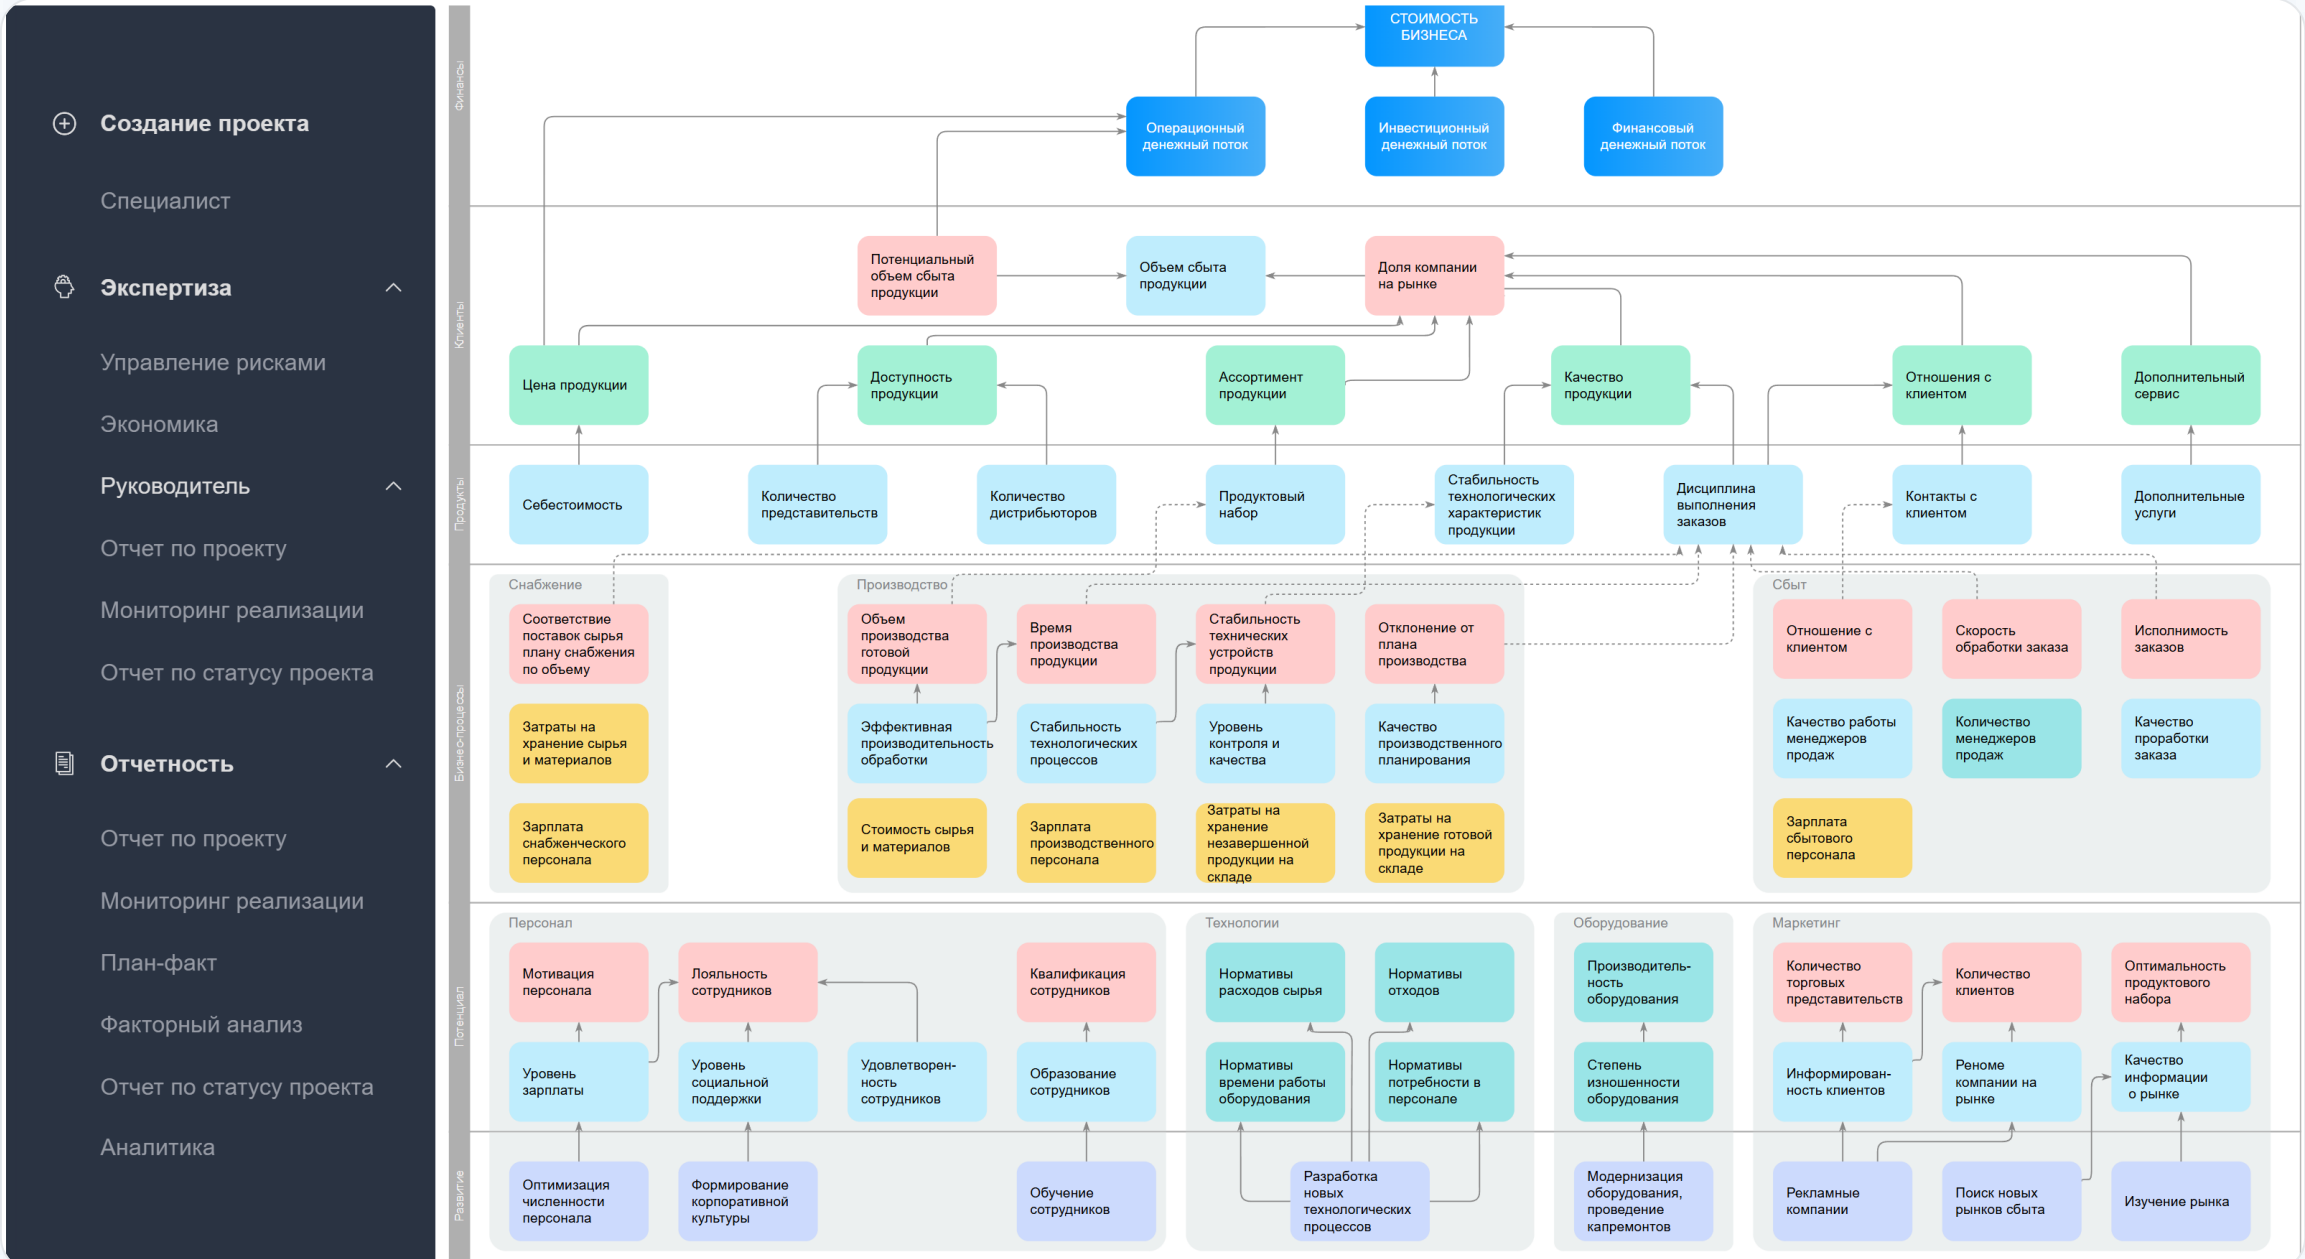 Создание проекта
Специалист
Экспертиза
Управление рисками
Экономика
Руководитель
Отчет по проекту
Мониторинг реализации
Отчет по статусу проекта
Отчетность
Отчет по проекту
Мониторинг реализации
План-факт
Факторный анализ
Отчет по статусу проекта
Аналитика
Финансы
СТОИМОСТЬ
БИЗНЕСА
Операционный
денежный поток
Инвестиционный
денежный поток
Финансовый
денежный поток
Клиенты
Потенциальный
объем сбыта
продукции
Объем сбыта
продукции
Доля компании
на рынке
Цена продукции
Доступность
продукции
Ассортимент
продукции
Качество
продукции
Отношения с
клиентом
Дополнительный
сервис
Продукты
Себестоимость
Количество
представительств
Количество
дистрибьюторов
Продуктовый
набор
Стабильность
технологических
характеристик
продукции
Дисциплина
выполнения
заказов
Контакты с
клиентом
Дополнительные
услуги
Бизнес-процессы
Снабжение
Соответствие
поставок сырья
плану снабжения
по объему
Затраты на
хранение сырья
и материалов
Зарплата
снабженческого
персонала
Производство
Объем
производства
готовой
продукции
Время
производства
продукции
Стабильность
технических
устройств
продукции
Отклонение от
плана
производства
Эффективная
производительность
обработки
Стабильность
технологических
процессов
Уровень
контроля и
качества
Качество
производственного
планирования
Стоимость сырья
и материалов
Зарплата
производственного
персонала
Затраты на
хранение
незавершенной
продукции на
складе
Затраты на
хранение готовой
продукции на
складе
Сбыт
Отношение с
клиентом
Скорость
обработки заказа
Исполнимость
заказов
Качество работы
менеджеров
продаж
Количество
менеджеров
продаж
Качество
проработки
заказа
Зарплата
сбытового
персонала
Потенциал
Персонал
Мотивация
персонала
Лояльность
сотрудников
Квалификация
сотрудников
Уровень
зарплаты
Уровень
социальной
поддержки
Удовлетворен-
ность
сотрудников
Образование
сотрудников
Технологии
Нормативы
расходов сырья
Нормативы
отходов
Нормативы
времени работы
оборудования
Нормативы
потребности в
персонале
Оборудование
Производитель-
ность
оборудования
Степень
изношенности
оборудования
Маркетинг
Количество
торговых
представительств
Количество
клиентов
Оптимальность
продуктового
набора
Информирован-
ность клиентов
Реноме
компании на
рынке
Качество
информации
о рынке
Развитие
Оптимизация
численности
персонала
Формирование
корпоративной
культуры
Обучение
сотрудников
Разработка
новых
технологических
процессов
Модернизация
оборудования,
проведение
капремонтов
Рекламные
компании
Поиск новых
рынков сбыта
Изучение рынка